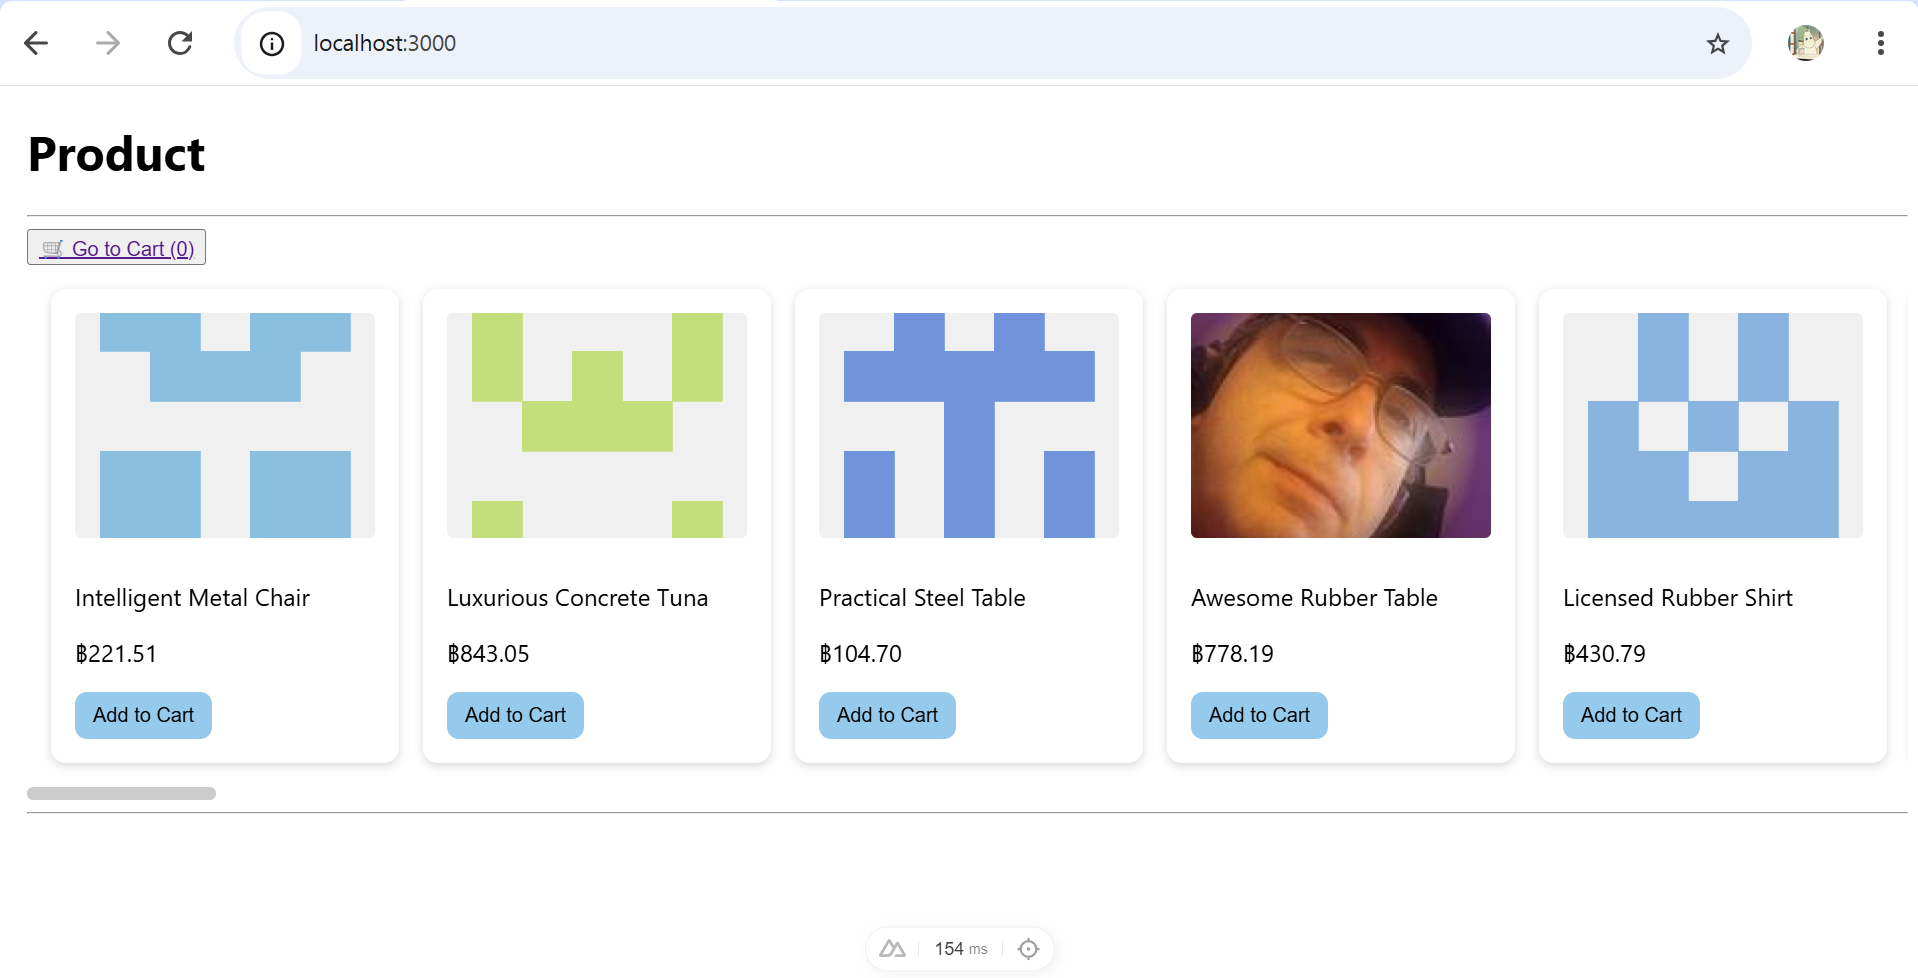 localhost:3000
Product
🛒 Go to Cart (0)
Intelligent Metal Chair
฿221.51
Add to Cart
Luxurious Concrete Tuna
฿843.05
Add to Cart
Practical Steel Table
฿104.70
Add to Cart
Awesome Rubber Table
฿778.19
Add to Cart
Licensed Rubber Shirt
฿430.79
Add to Cart
154 ms